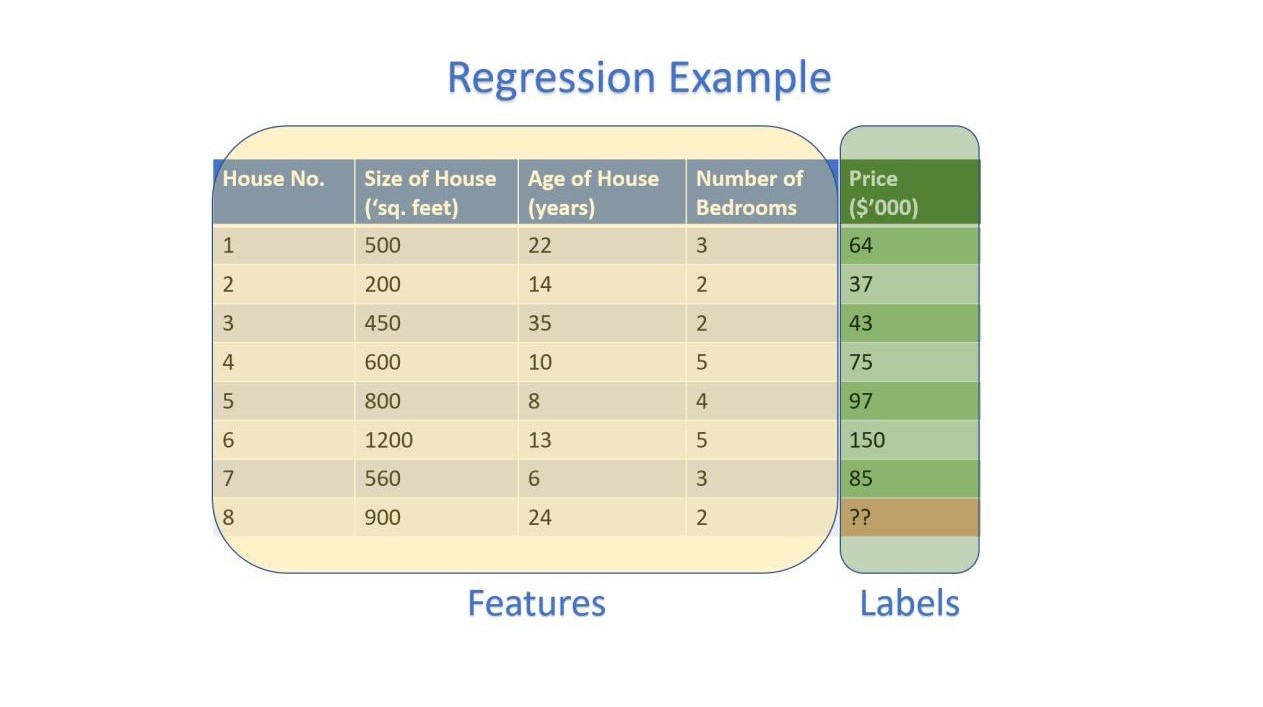 Regression Example
House No. Size of House Age of House Number of Price
(‘sq. feet) (years) Bedrooms ($’000)
1 500 22 3 64
2 200 14 2 37
3 450 35 2 43
4 600 10 5 75
5 800 8 4 97
6 1200 13 5 150
7 560 6 3 85
8 900 24 2 ??
Features Labels